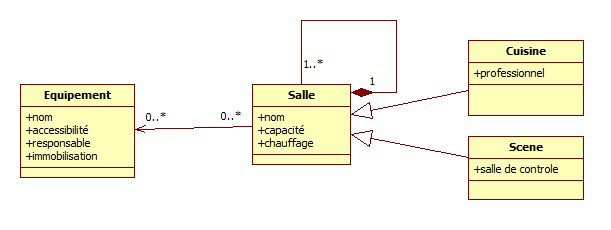 Equipement
+nom
+accessibilité
+responsable
+immobilisation
0..*
0..*
Salle
+nom
+capacité
+chauffage
1..*
1
Cuisine
+professionnel
Scene
+salle de controle